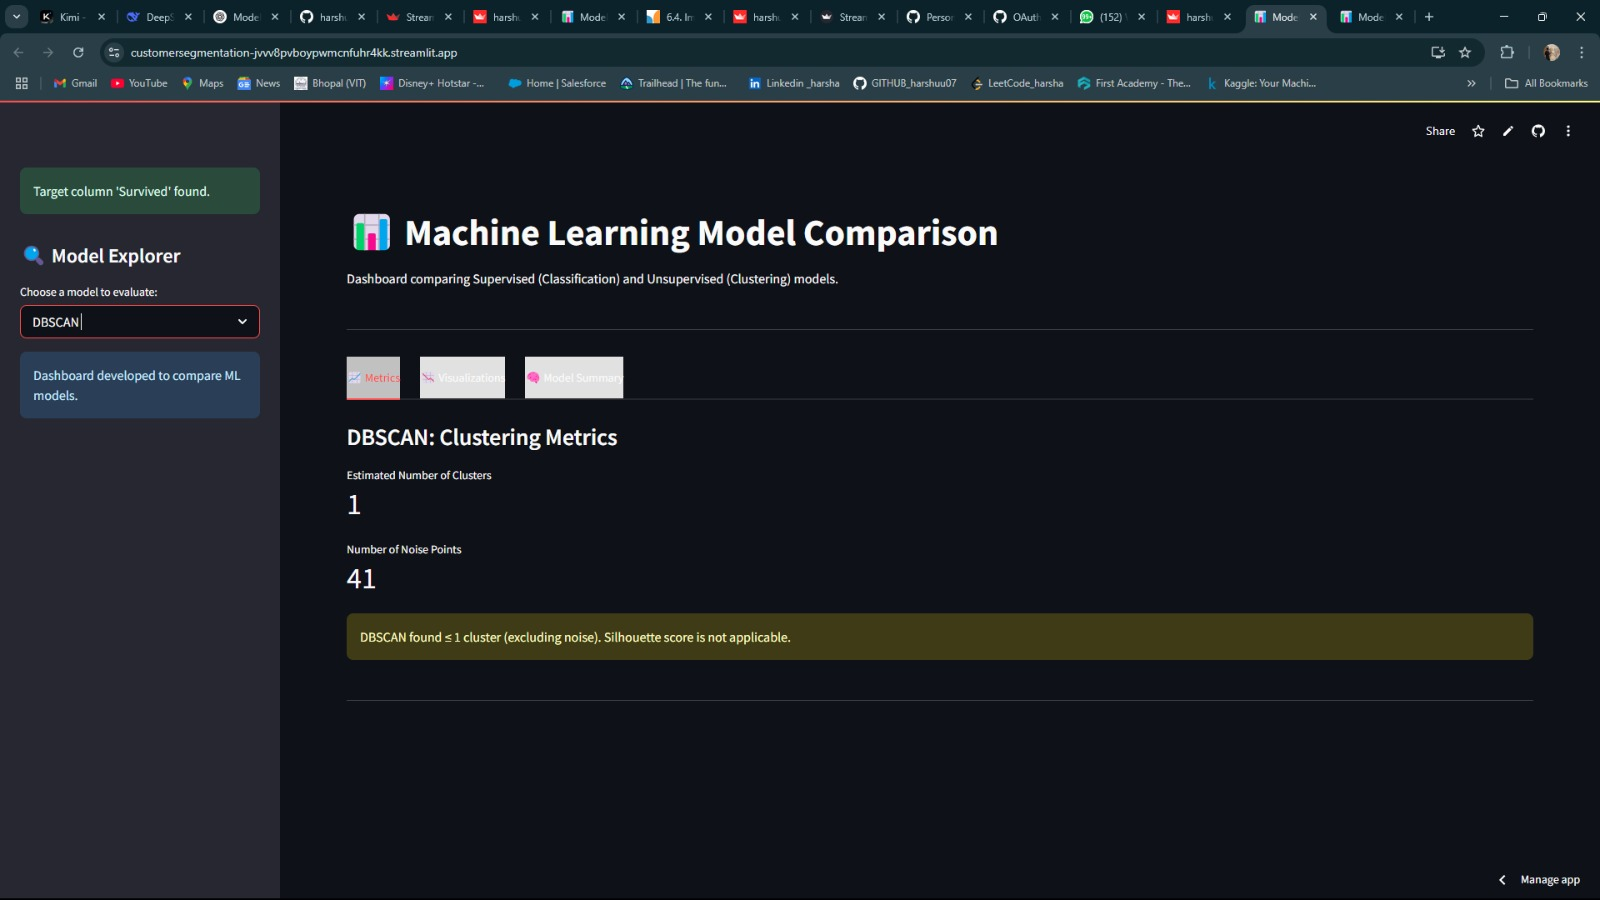 Kimi -
Deep
Mode
harsh
Strean
harsh
Mode
6.4. In
harsh
Strean
Person
OAuth
(152)
harsh
Mode
Mode
customersegmentation-jvvv8pvboypwmcnfuhr4kk.streamlit.app
Gmail
YouTube
Maps
News
Bhopal (VIT)
Disney+ Hotstar -...
Home | Salesforce
Trailhead | The fun...
Linkedin _harsha
GITHUB_harshuu07
LeetCode_harsha
First Academy - The...
Kaggle: Your Machi...
All Bookmarks
Share
Target column 'Survived' found.
Model Explorer
Choose a model to evaluate:
DBSCAN
Dashboard developed to compare ML
models.
Machine Learning Model Comparison
Dashboard comparing Supervised (Classification) and Unsupervised (Clustering) models.
Metrics
Visualizations
Model Summary
DBSCAN: Clustering Metrics
Estimated Number of Clusters
1
Number of Noise Points
41
DBSCAN found ≤ 1 cluster (excluding noise). Silhouette score is not applicable.
Manage app